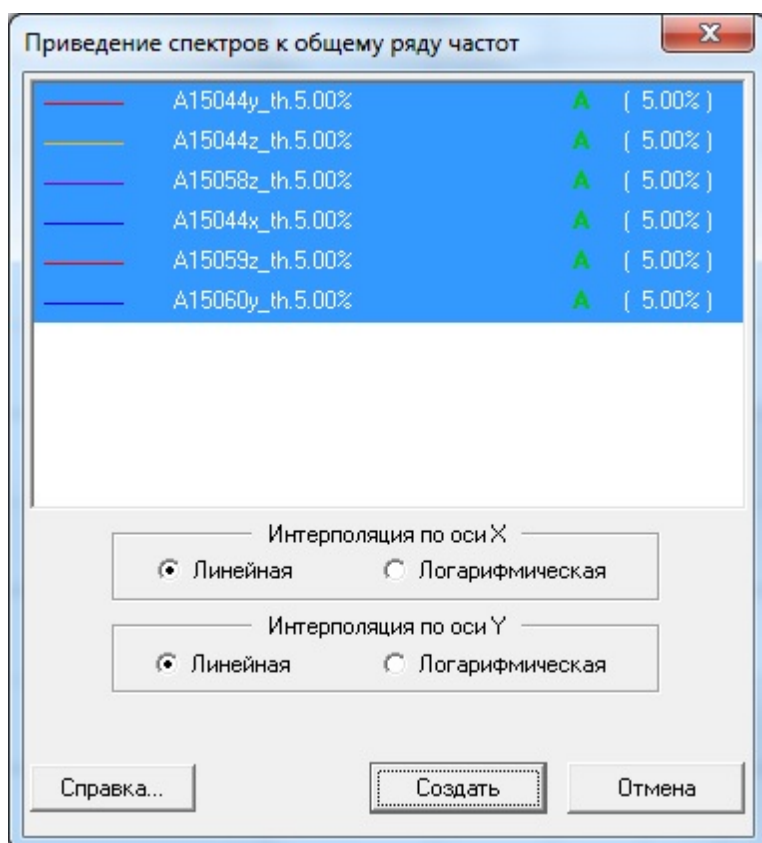 Приведение спектров к общему ряду частот
A15044y_th.5.00% A ( 5.00% )
A15044z_th.5.00% A ( 5.00% )
A15058z_th.5.00% A ( 5.00% )
A15044x_th.5.00% A ( 5.00% )
A15059z_th.5.00% A ( 5.00% )
A15060y_th.5.00% A ( 5.00% )
Интерполяция по оси X
Линейная Логарифмическая
Интерполяция по оси Y
Линейная Логарифмическая
Справка... Создать Отмена